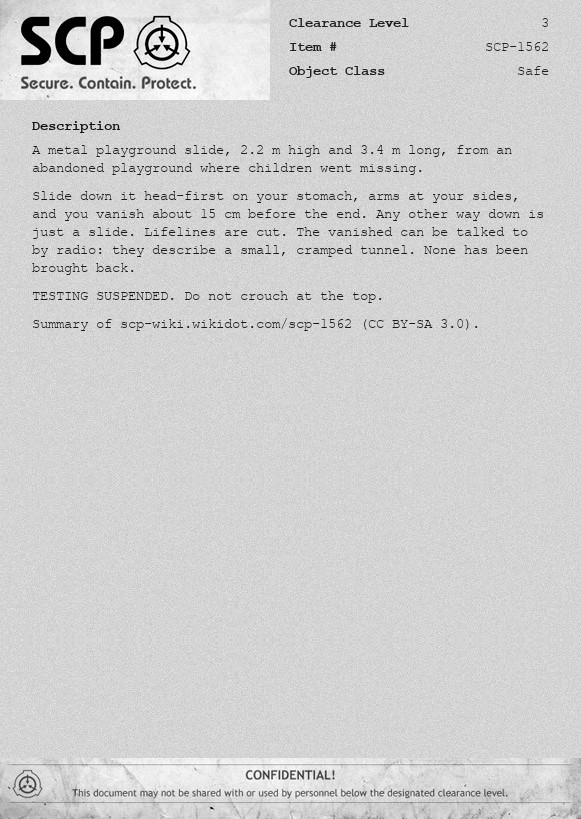 SCP
Secure. Contain. Protect.
Clearance Level 3
Item # SCP-1562
Object Class Safe
Description
A metal playground slide, 2.2 m high and 3.4 m long, from an
abandoned playground where children went missing.
Slide down it head-first on your stomach, arms at your sides,
and you vanish about 15 cm before the end. Any other way down is
just a slide. Lifelines are cut. The vanished can be talked to
by radio: they describe a small, cramped tunnel. None has been
brought back.
TESTING SUSPENDED. Do not crouch at the top.
Summary of scp-wiki.wikidot.com/scp-1562 (CC BY-SA 3.0).
CONFIDENTIAL!
This document may not be shared with or used by personnel below the designated clearance level.